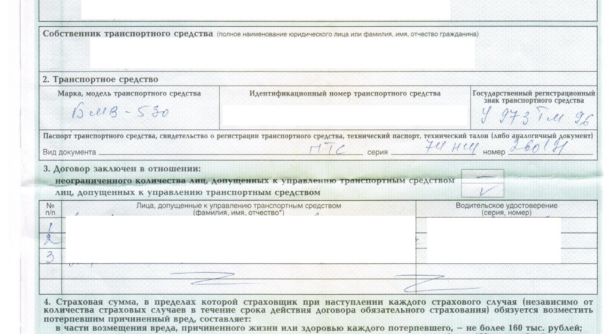 Собственник транспортного средства (полное наименование юридического лица или фамилия, имя, отчество гражданина)
2. Транспортное средство
Марка, модель транспортного средства Идентификационный номер транспортного средства Государственный регистрационный знак транспортного средства
БМВ-530 У 973 ТМ 96
Паспорт транспортного средства, свидетельство о регистрации транспортного средства, технический паспорт, технический талон (либо аналогичный документ)
Вид документа серия номер
3. Договор заключен в отношении:
неограниченного количества лиц, допущенных к управлению транспортным средством —
лиц, допущенных к управлению транспортным средством V
№ п/п Лица, допущенные к управлению транспортным средством (фамилия, имя, отчество*) Водительское удостоверение (серия, номер)
1
2
3
4. Страховая сумма, в пределах которой страховщик при наступлении каждого страхового случая (независимо от
количества страховых случаев в течение срока действия договора обязательного страхования) обязуется возместить
потерпевшим причиненный вред, составляет:
в части возмещения вреда, причиненного жизни или здоровью каждого потерпевшего, – не более 160 тыс. рублей;